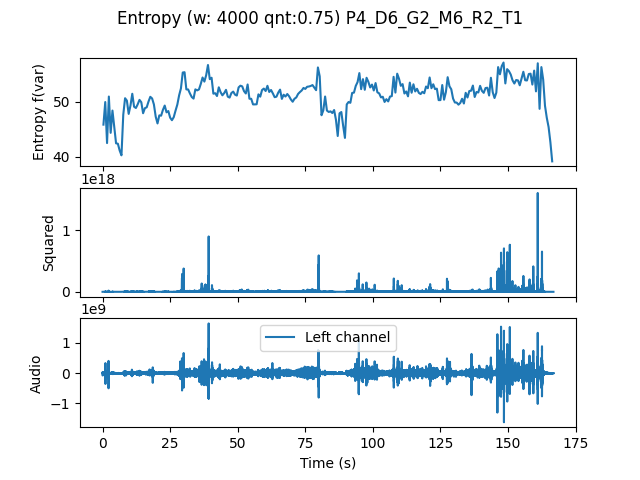 Entropy (w: 4000 qnt:0.75) P4_D6_G2_M6_R2_T1
Entropy f(var)
50
40
1e18
Squared
1
0
1e9
Audio
1
0
−1
Left channel
0 25 50 75 100 125 150 175
Time (s)